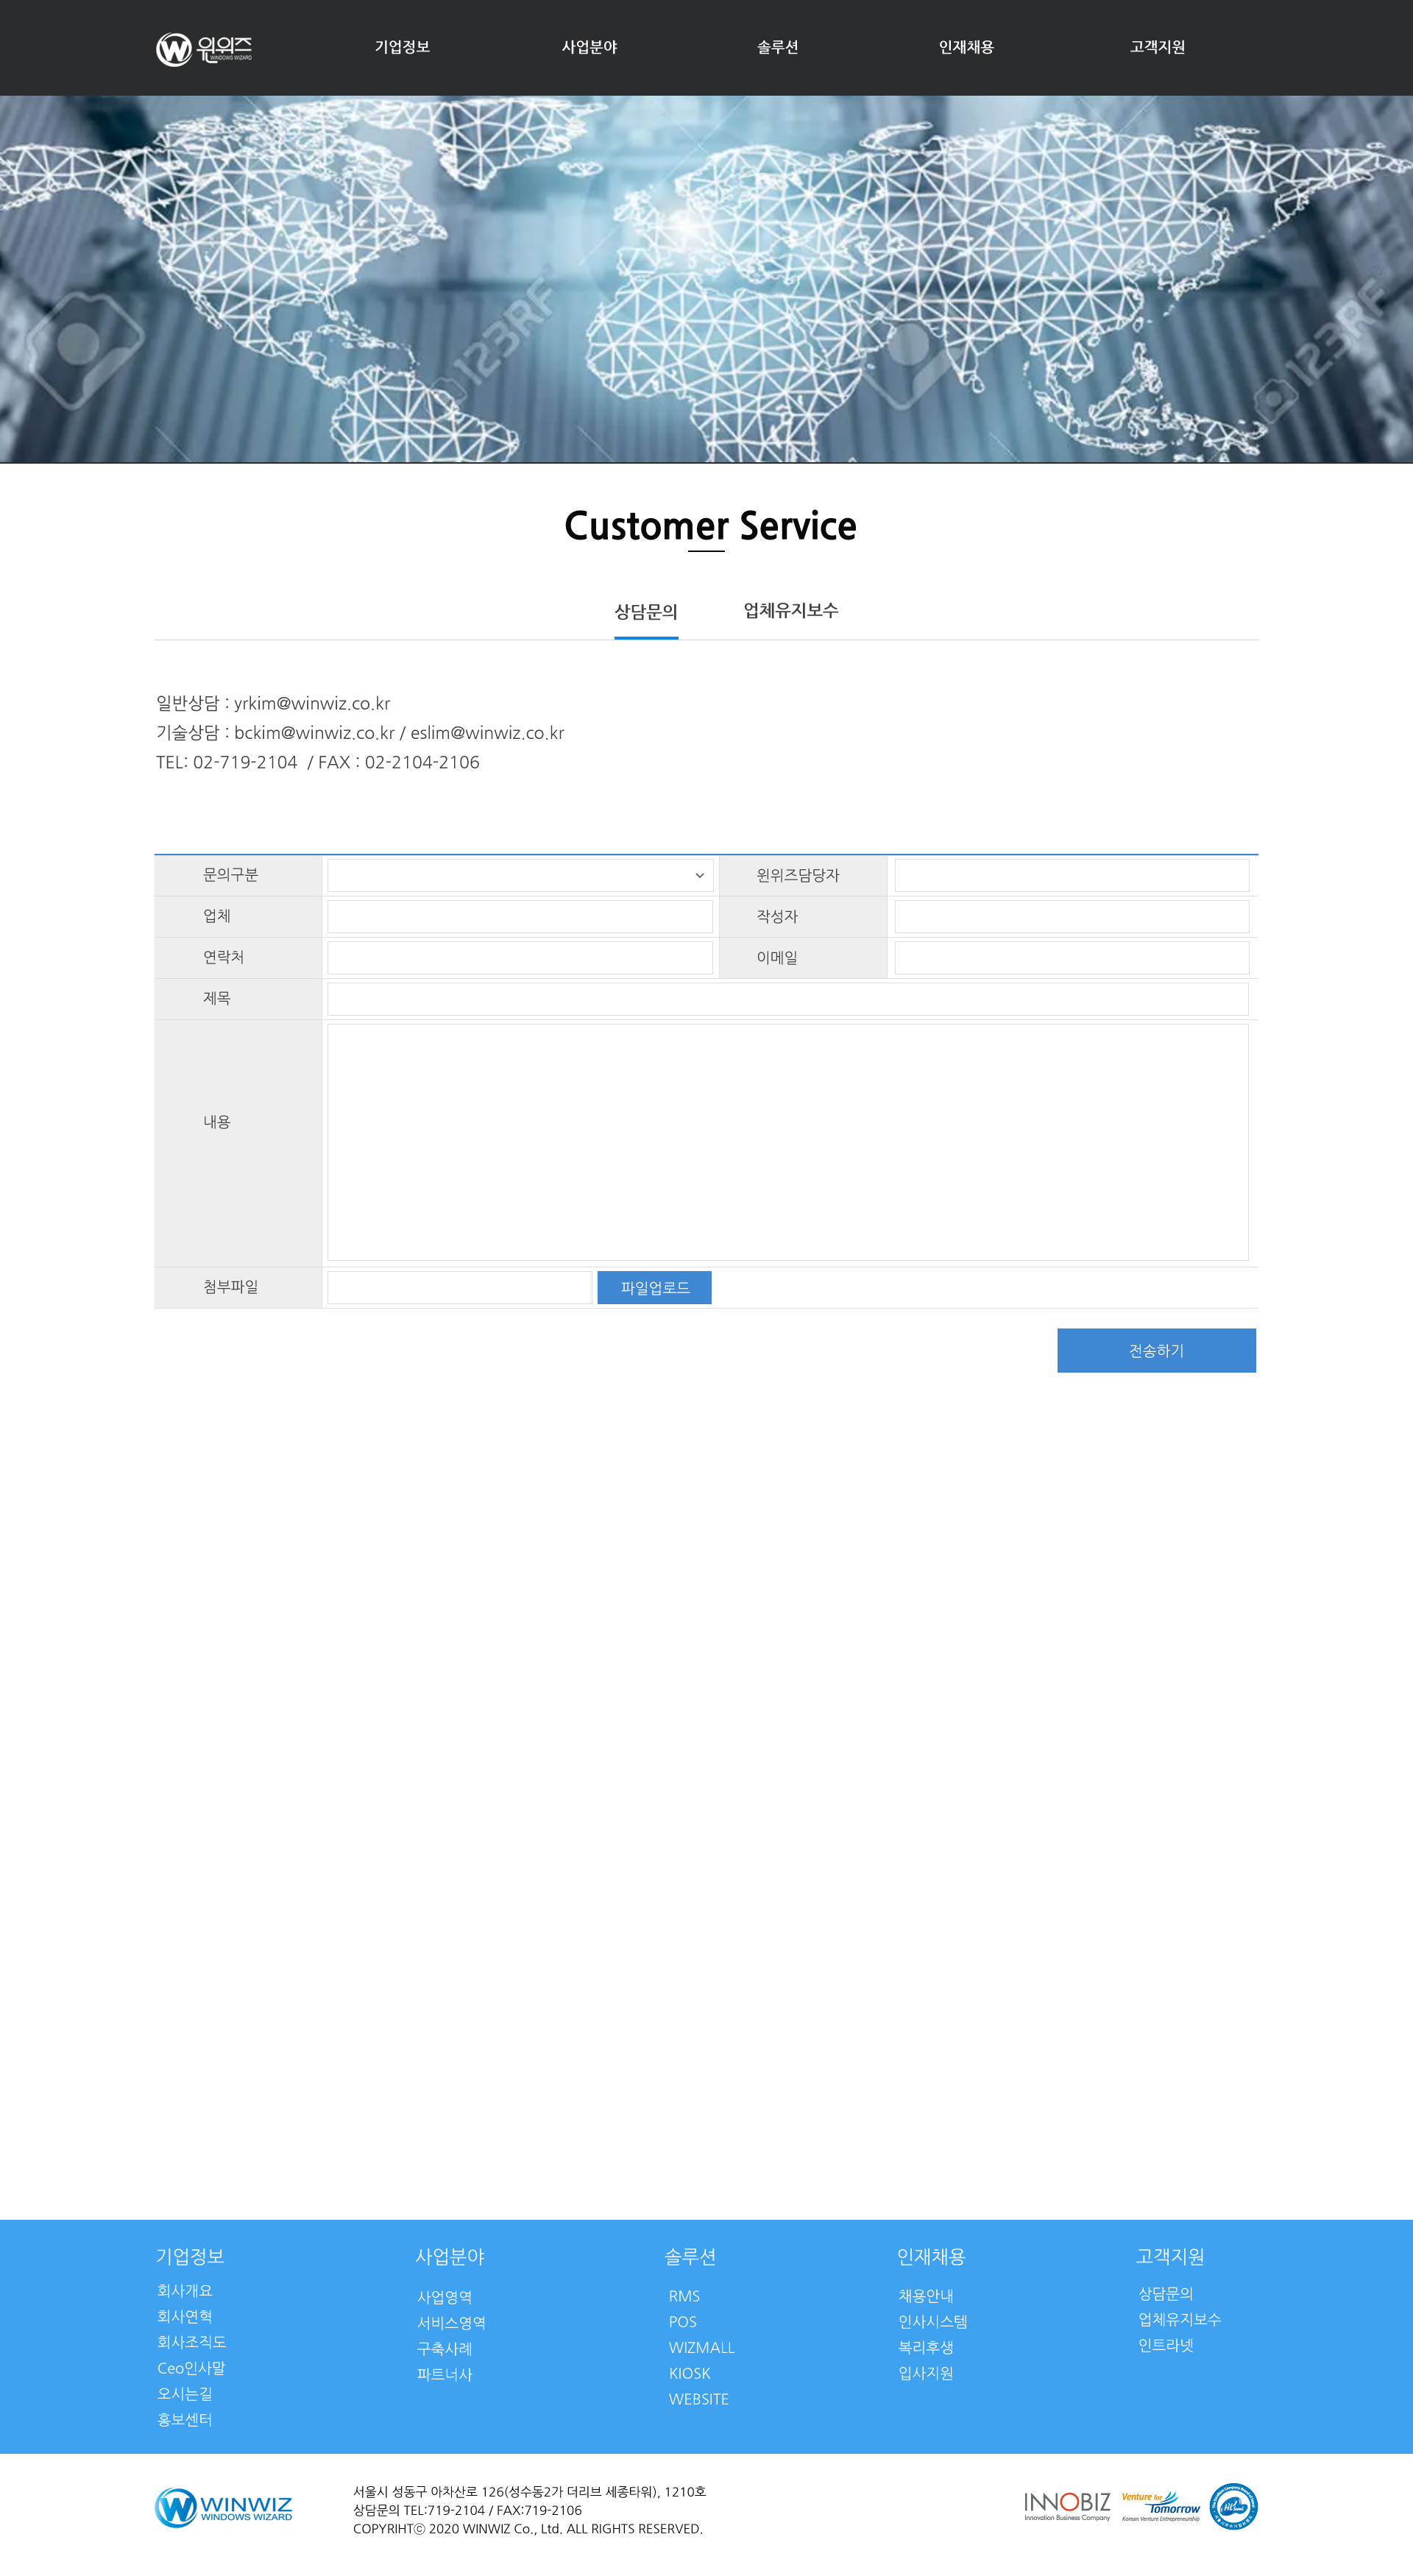 W 윈위즈
WINDOWS WIZARD
기업정보 사업분야 솔루션 인재채용 고객지원
123RF
123RF
Customer Service
상담문의 업체유지보수
일반상담 : yrkim@winwiz.co.kr
기술상담 : bckim@winwiz.co.kr / eslim@winwiz.co.kr
TEL: 02-719-2104 / FAX : 02-2104-2106
문의구분 윈위즈담당자
업체 작성자
연락처 이메일
제목
내용
첨부파일 파일업로드
전송하기
기업정보
회사개요
회사연혁
회사조직도
Ceo인사말
오시는길
홍보센터
사업분야
사업영역
서비스영역
구축사례
파트너사
솔루션
RMS
POS
WIZMALL
KIOSK
WEBSITE
인재채용
채용안내
인사시스템
복리후생
입사지원
고객지원
상담문의
업체유지보수
인트라넷
W WINWIZ
WINDOWS WIZARD
서울시 성동구 아차산로 126(성수동2가 더리브 세종타워), 1210호
상담문의 TEL:719-2104 / FAX:719-2106
COPYRIHTⓒ 2020 WINWIZ Co., Ltd. ALL RIGHTS RESERVED.
INNOBIZ
Innovation Business Company
Venture for
Tomorrow
Korean Venture Entrepreneurship